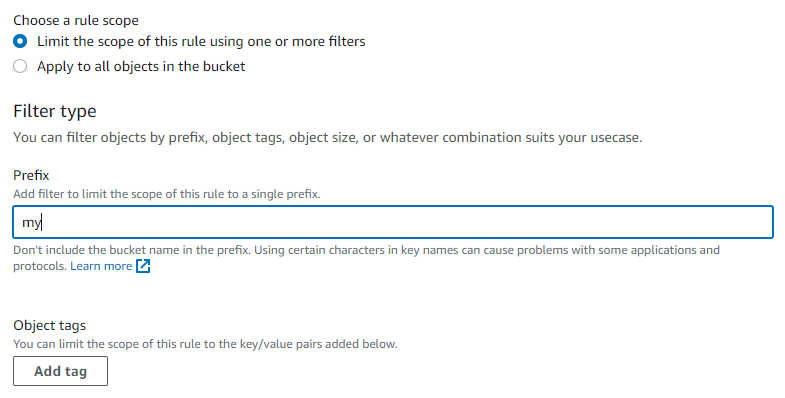 Choose a rule scope
Limit the scope of this rule using one or more filters
Apply to all objects in the bucket
Filter type
You can filter objects by prefix, object tags, object size, or whatever combination suits your usecase.
Prefix
Add filter to limit the scope of this rule to a single prefix.
my
Don't include the bucket name in the prefix. Using certain characters in key names can cause problems with some applications and
protocols. Learn more
Object tags
You can limit the scope of this rule to the key/value pairs added below.
Add tag